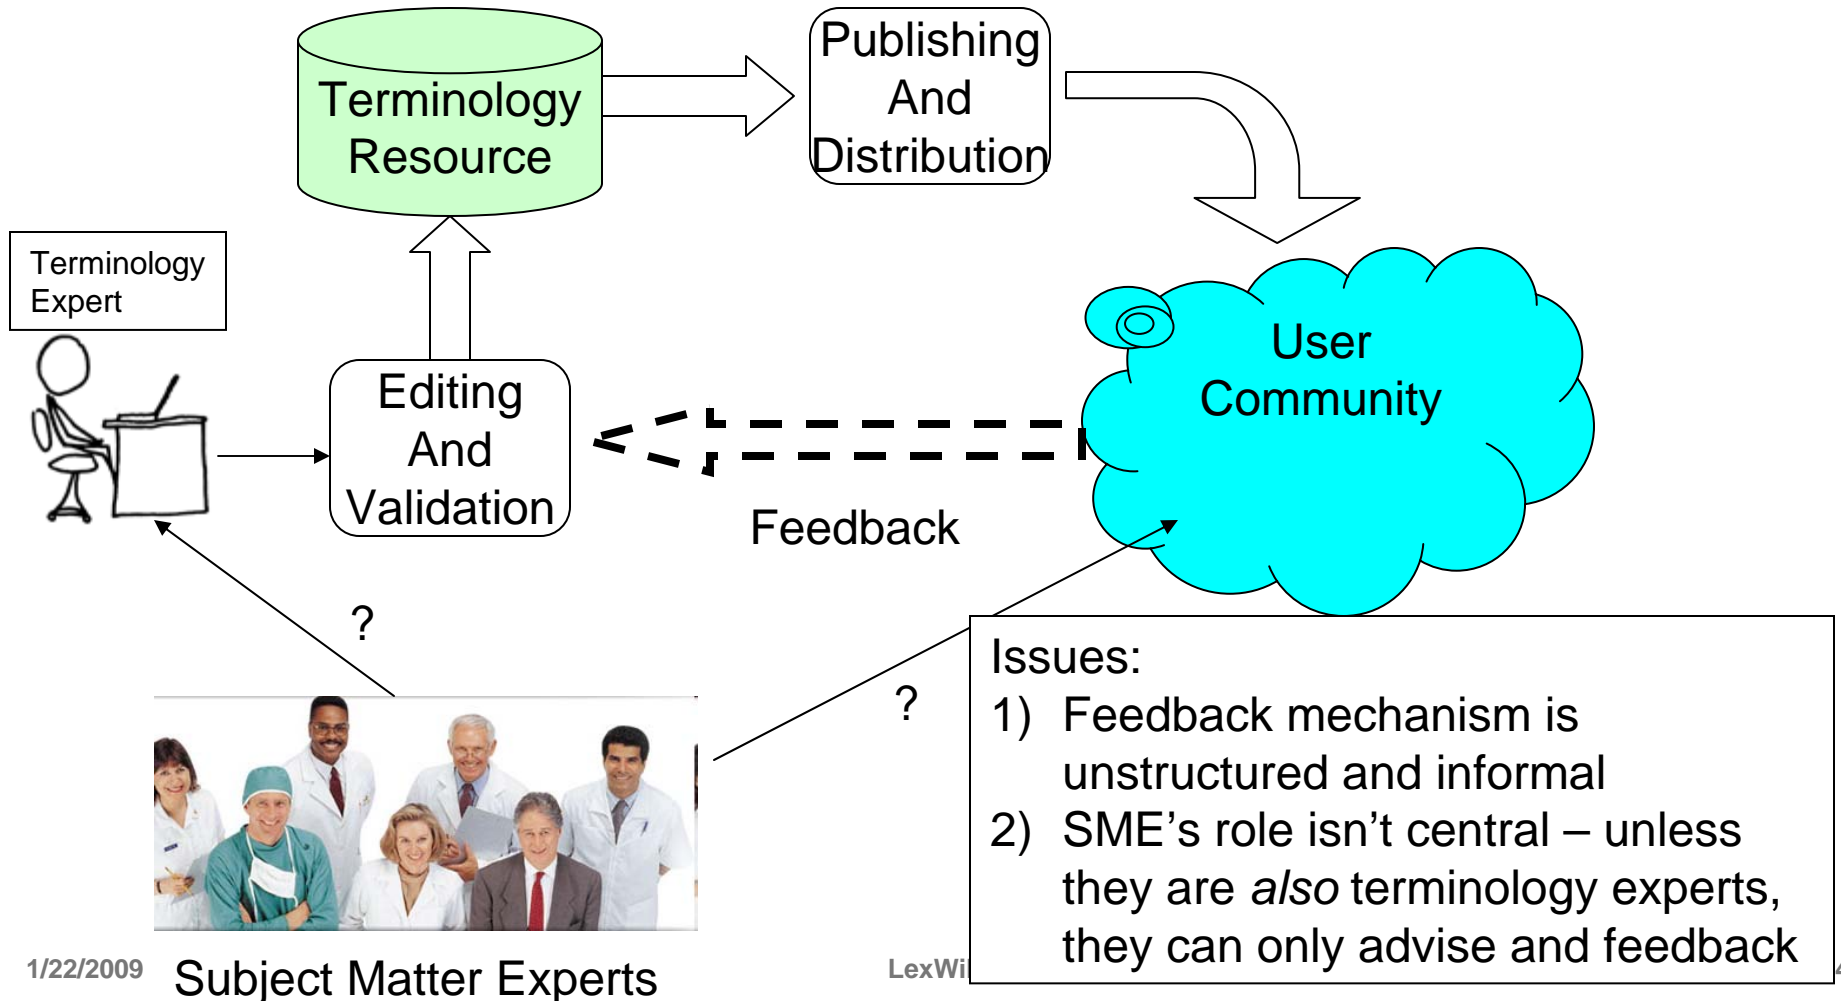 Terminology
Resource
Publishing
And
Distribution
Terminology
Expert
Editing
And
Validation
User
Community
Feedback
?
?
Issues:
1) Feedback mechanism is
unstructured and informal
2) SME's role isn't central – unless
they are also terminology experts,
they can only advise and feedback
Subject Matter Experts
1/22/2009